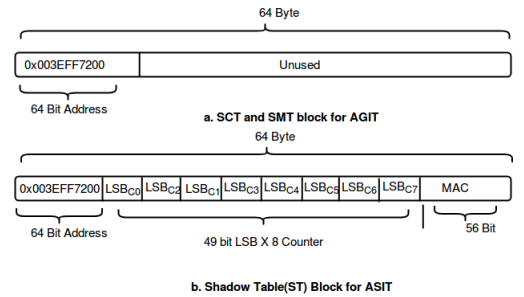 64 Byte
0x003EFF7200 Unused
64 Bit Address
a. SCT and SMT block for AGIT
64 Byte
0x003EFF7200 LSBC0 LSBC2 LSBC1 LSBC3 LSBC4 LSBC5 LSBC6 LSBC7 MAC
64 Bit Address
49 bit LSB X 8 Counter
56 Bit
b. Shadow Table(ST) Block for ASIT